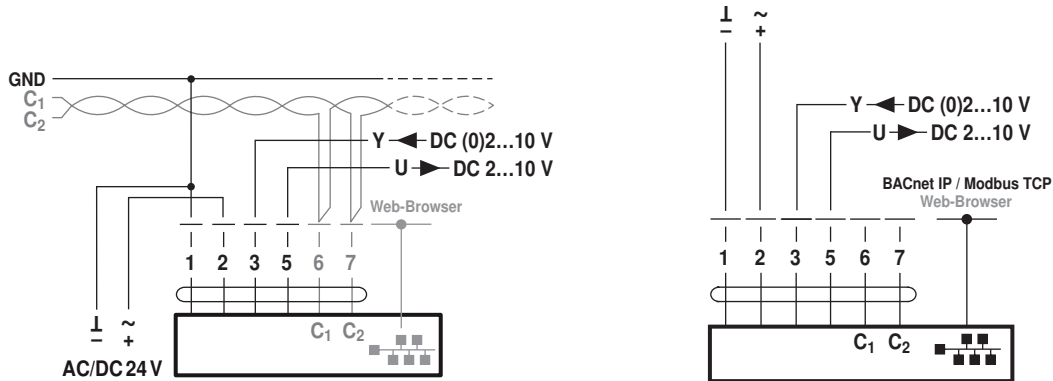 GND
C1
C2
Y DC (0)2...10 V
U DC 2...10 V
Web-Browser
1 2 3 5 6 7
C1 C2
⊥ ~
– +
AC/DC 24 V
⊥ ~
– +
Y DC (0)2...10 V
U DC 2...10 V
BACnet IP / Modbus TCP
Web-Browser
1 2 3 5 6 7
C1 C2